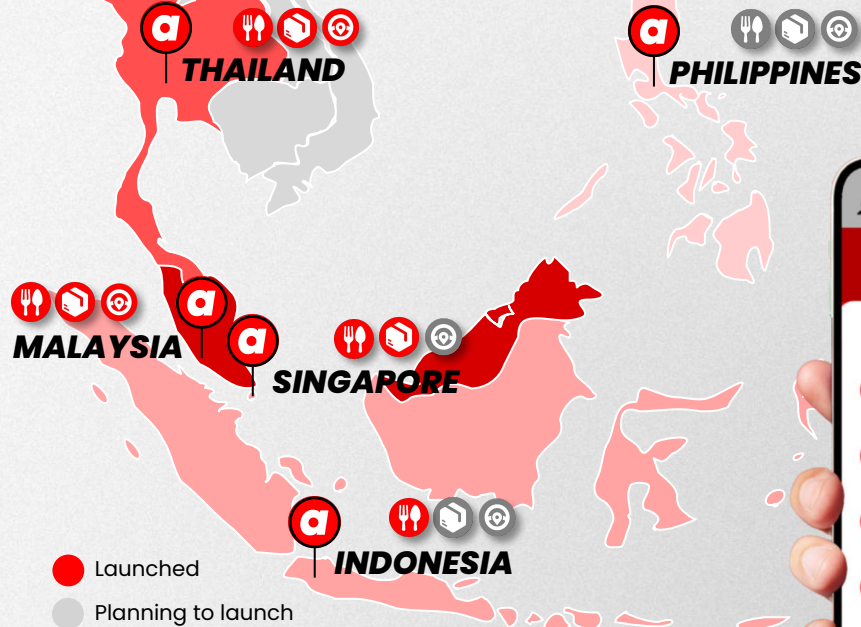 a
THAILAND
a
PHILIPPINES
a
MALAYSIA
a
SINGAPORE
a
INDONESIA
Launched
Planning to launch